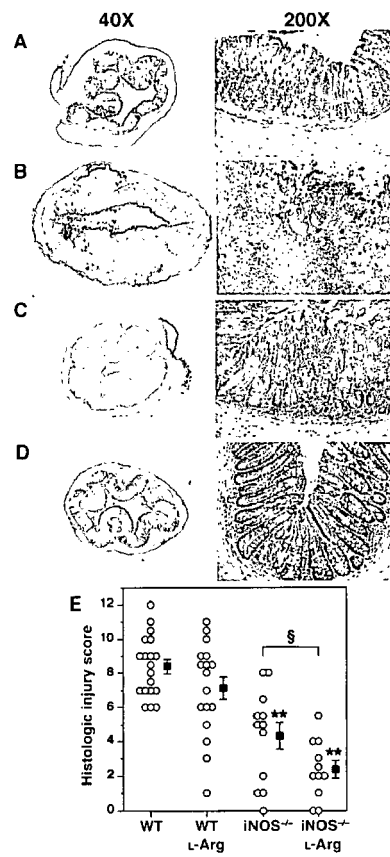 40X 200X
A
B
C
D
E
Histologic injury score
12
10
8
6
4
2
0
§
**
**
WT WT iNOS⁻/⁻ iNOS⁻/⁻
L-Arg L-Arg